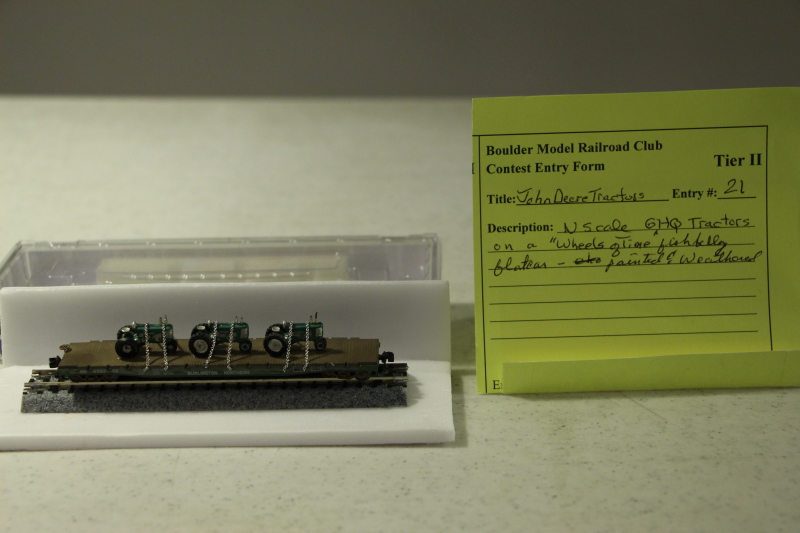 Boulder Model Railroad Club
Contest Entry Form
Tier II
Title: John Deere Tractors
Entry #: 21
Description: N Scale GHQ Tractors
on a "Wheels of Time" fishbelly
flatcar - painted & Weathered
E:
BURLINGTON